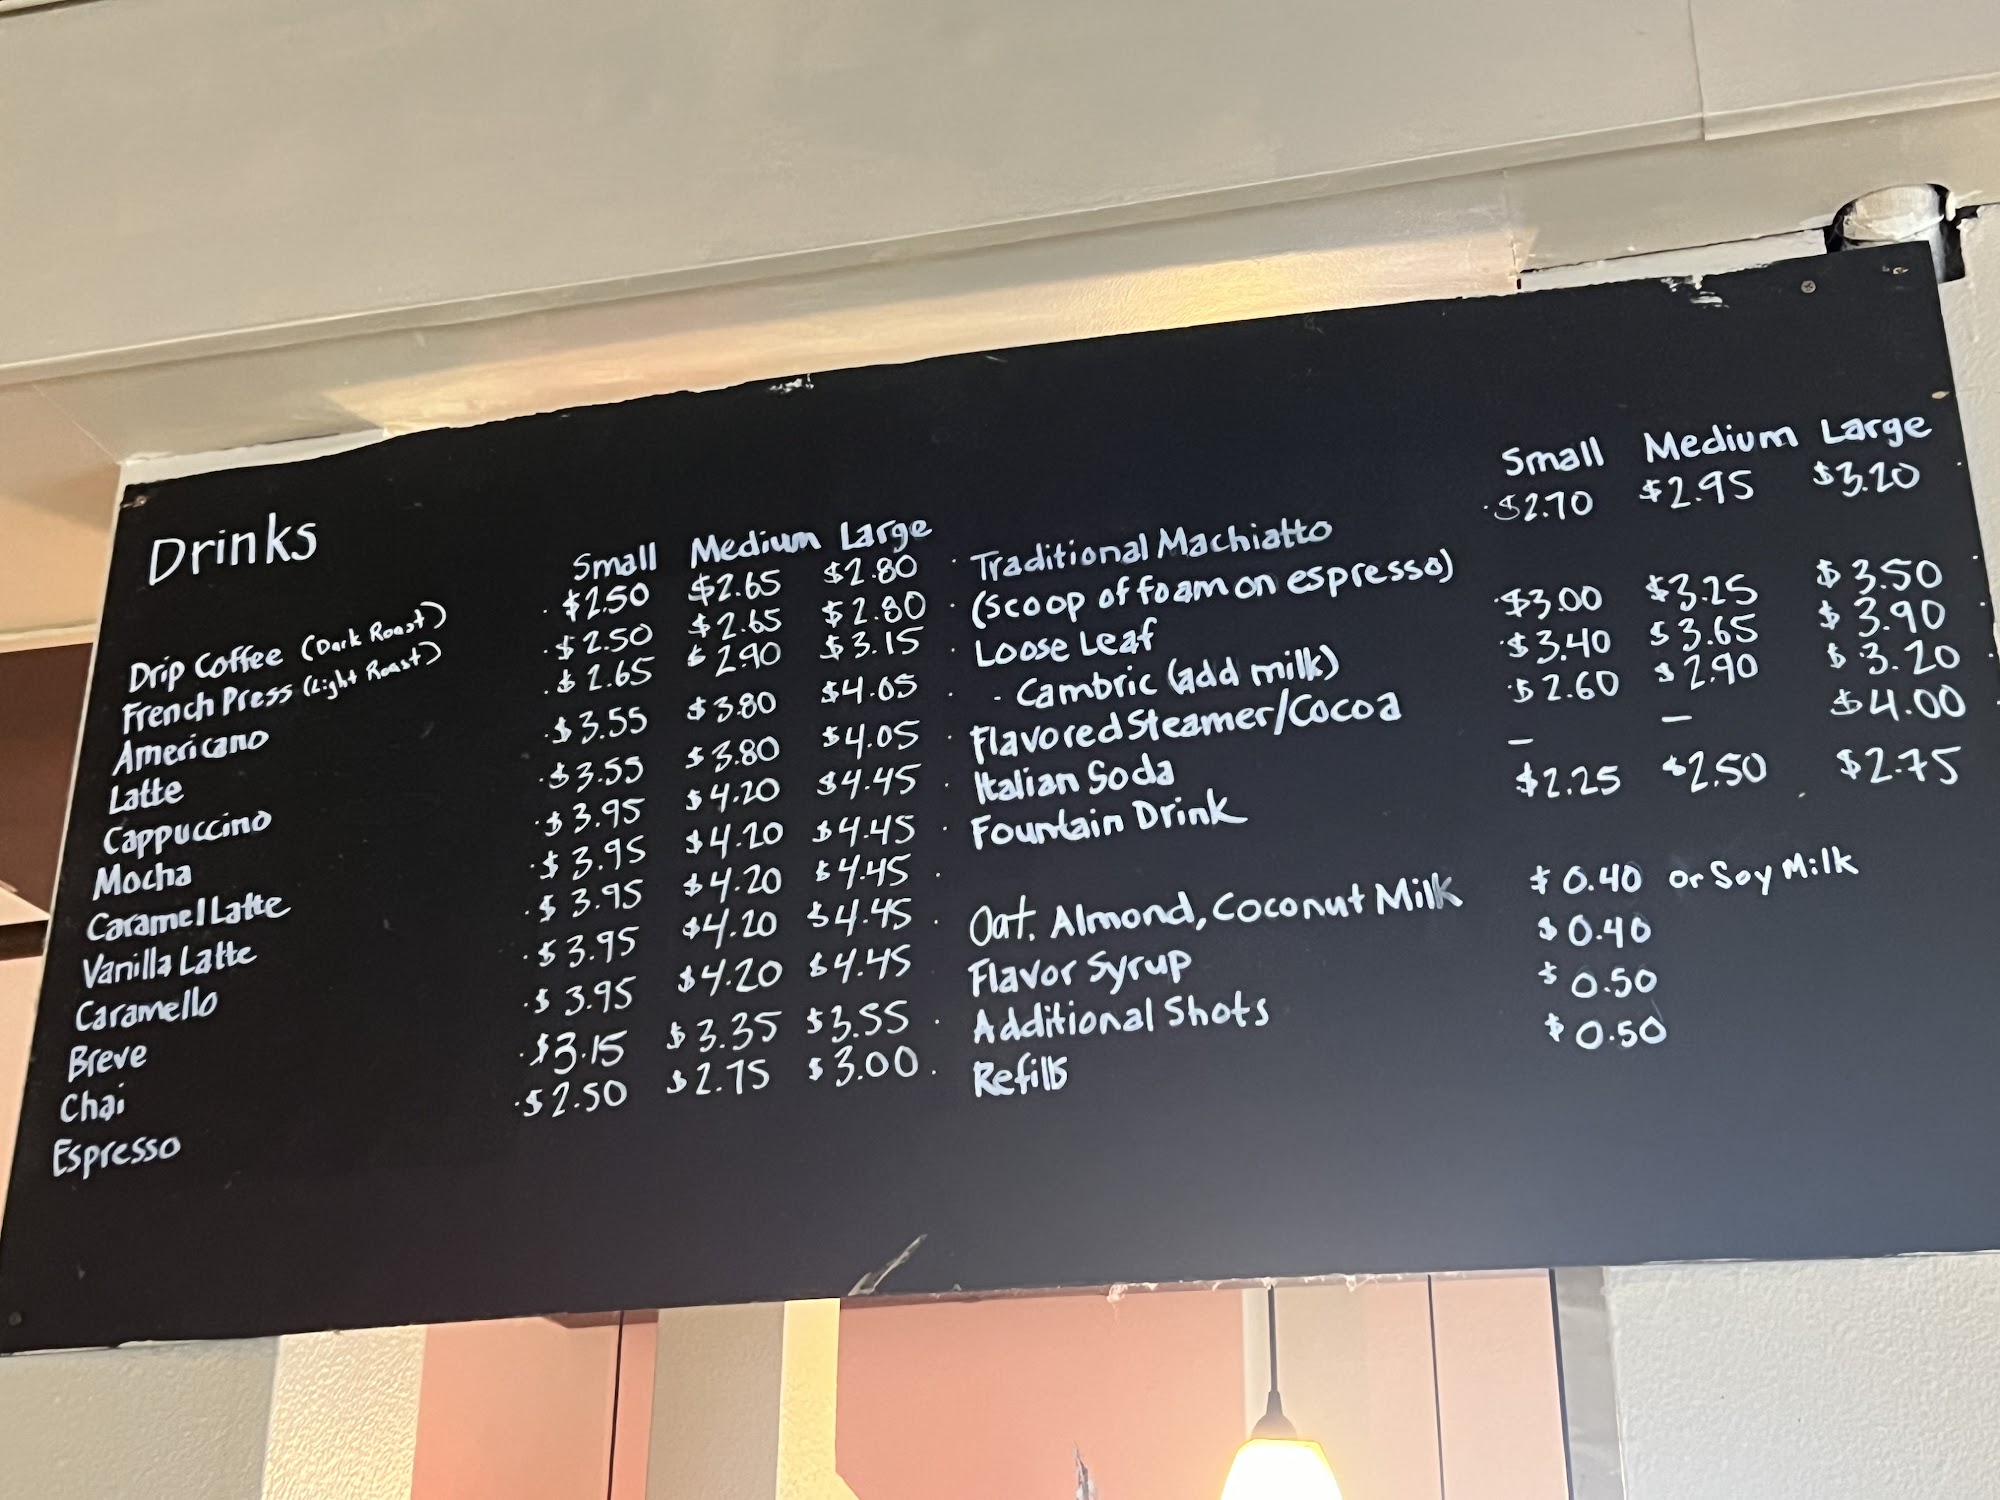 Drinks
Small Medium Large
Drip Coffee (Dark Roast) $2.50 $2.65 $2.80
French Press (Light Roast) $2.50 $2.65 $2.80
Americano $2.65 $2.90 $3.15
Latte $3.55 $3.80 $4.05
Cappuccino $3.55 $3.80 $4.05
Mocha $3.95 $4.20 $4.45
Caramel Latte $3.95 $4.20 $4.45
Vanilla Latte $3.95 $4.20 $4.45
Caramello $3.95 $4.20 $4.45
Breve $3.95 $4.20 $4.45
Chai $3.15 $3.35 $3.55
Espresso $2.50 $2.75 $3.00
Small Medium Large
Traditional Machiatto $2.70 $2.95 $3.20
(scoop of foam on espresso)
Loose Leaf $3.00 $3.25 $3.50
- Cambric (add milk) $3.40 $3.65 $3.90
Flavored Steamer/Cocoa $2.60 $2.90 $3.20
Italian Soda – – $4.00
Fountain Drink $2.25 $2.50 $2.75
Oat, Almond, Coconut Milk $0.40 or Soy Milk
Flavor Syrup $0.40
Additional Shots $0.50
Refills $0.50